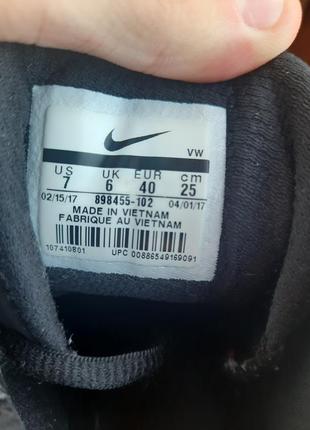 VW
US UK EUR cm
7 6 40 25
02/15/17 898455-102 04/01/17
MADE IN VIETNAM
FABRIQUE AU VIETNAM
107410801
UPC 00886549169091